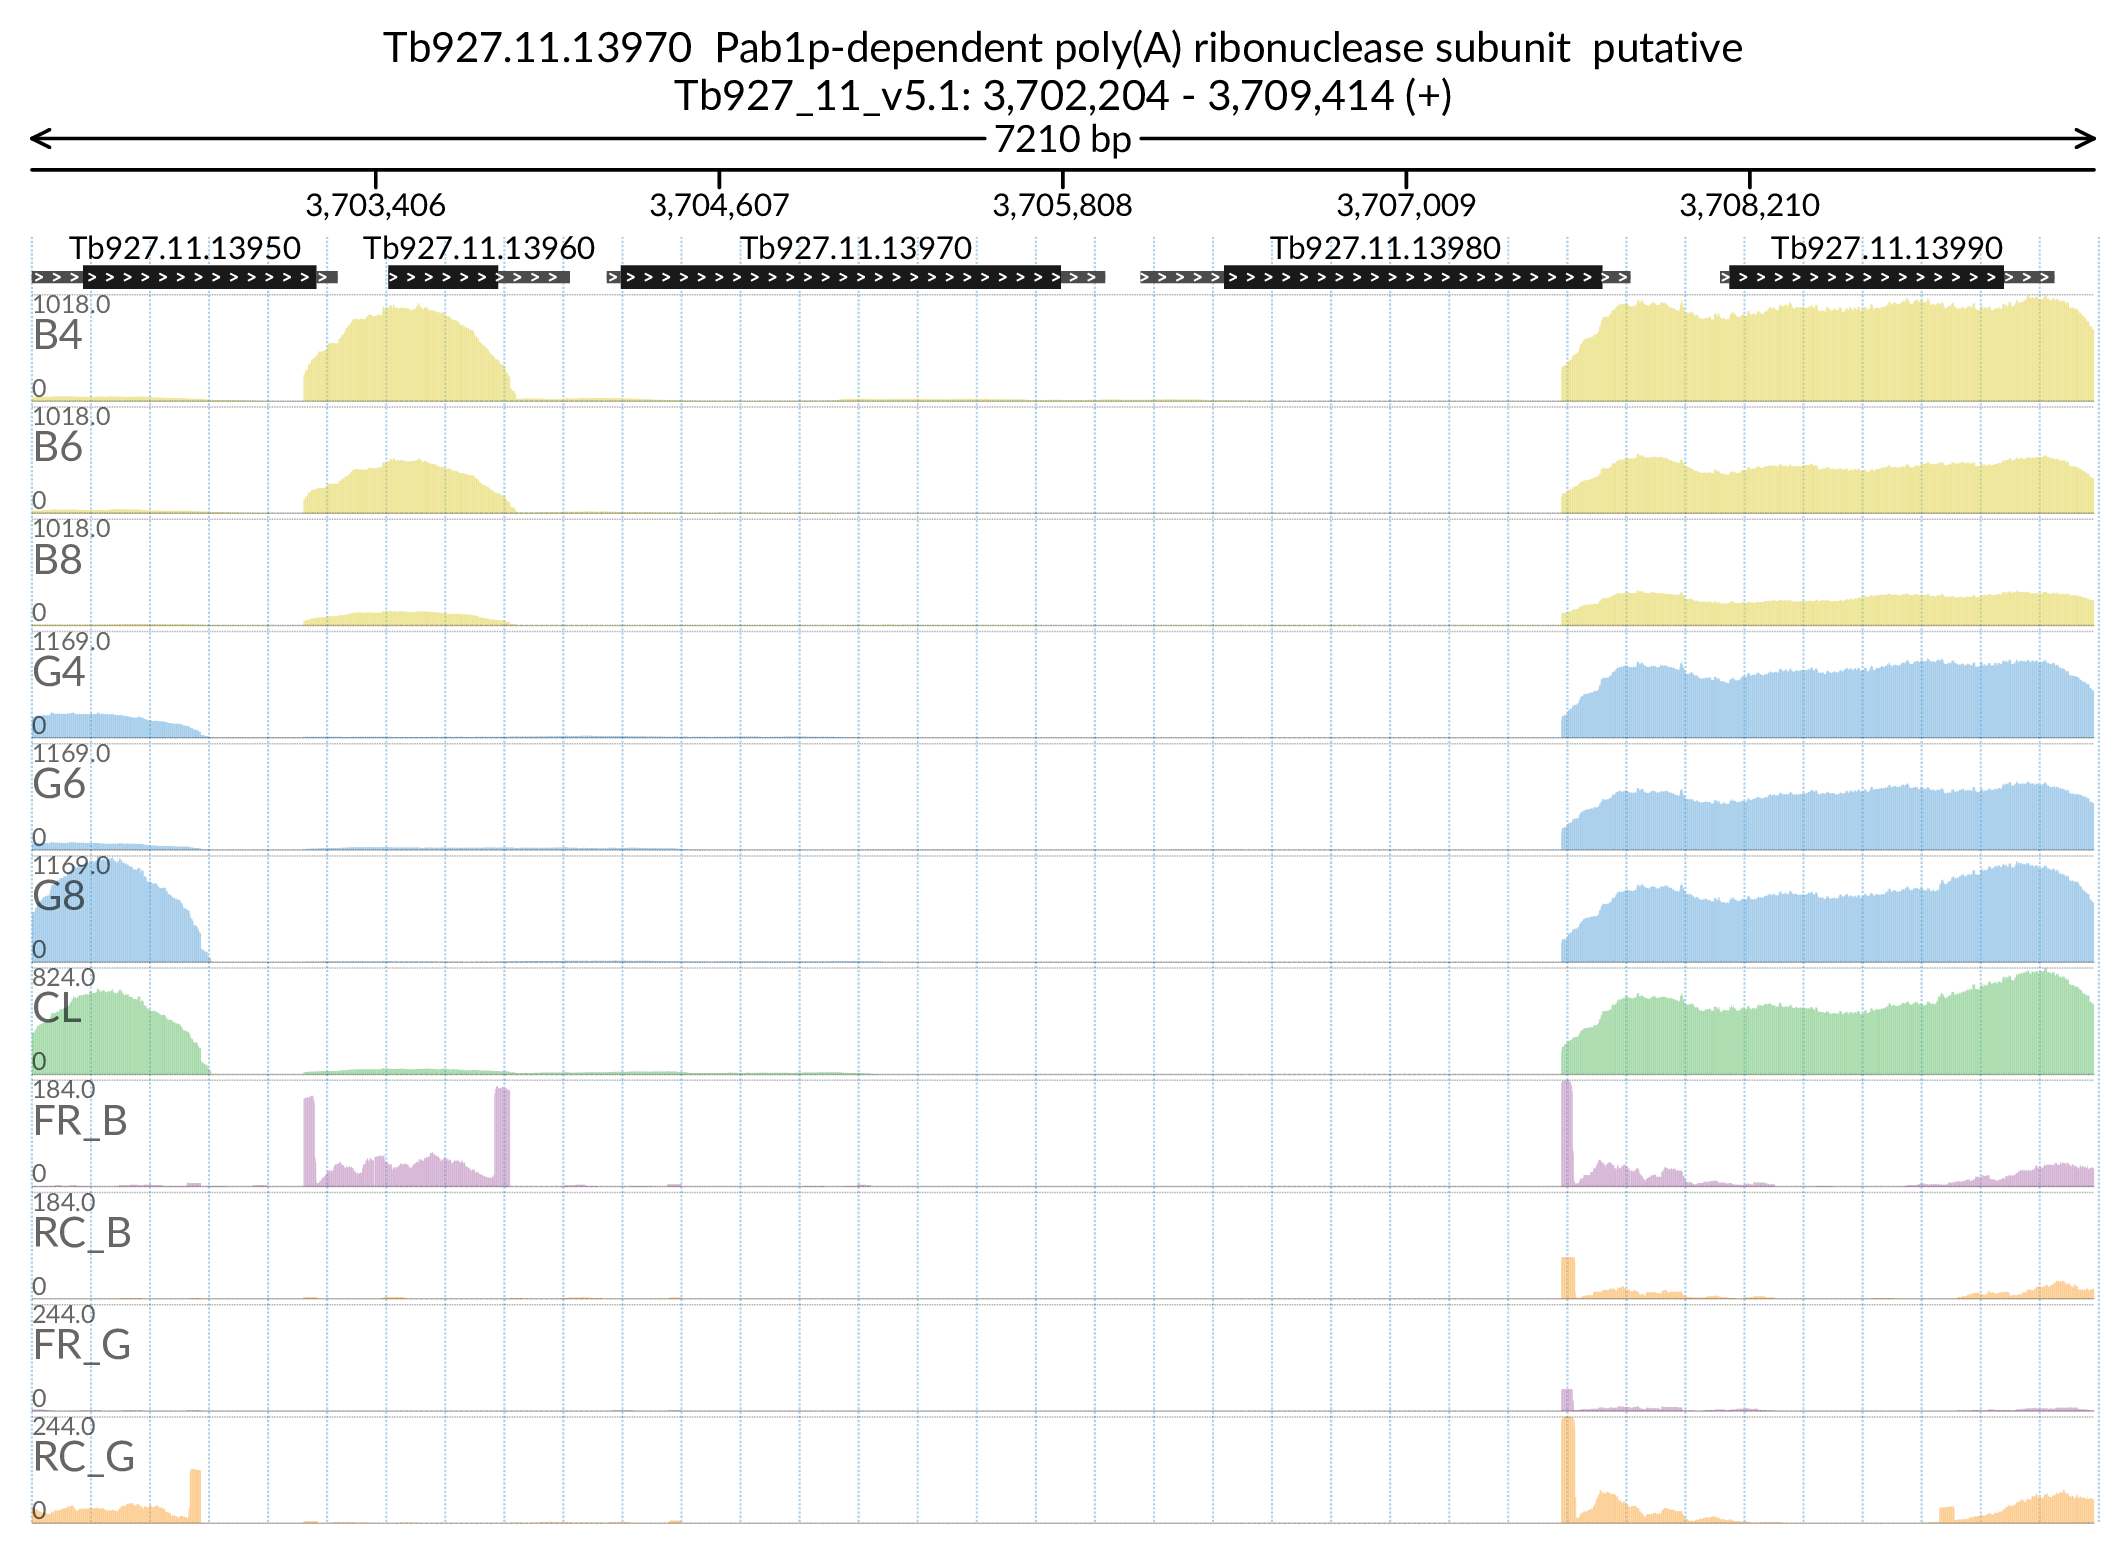 Tb927.11.13970 Pab1p-dependent poly(A) ribonuclease subunit putative
Tb927_11_v5.1: 3,702,204 - 3,709,414 (+)
7210 bp
3,703,406 3,704,607 3,705,808 3,707,009 3,708,210
Tb927.11.13950 Tb927.11.13960 Tb927.11.13970 Tb927.11.13980 Tb927.11.13990
1018.0
B4
0
1018.0
B6
0
1018.0
B8
0
1169.0
G4
0
1169.0
G6
0
1169.0
G8
0
824.0
CL
0
184.0
FR_B
0
184.0
RC_B
0
244.0
FR_G
0
244.0
RC_G
0